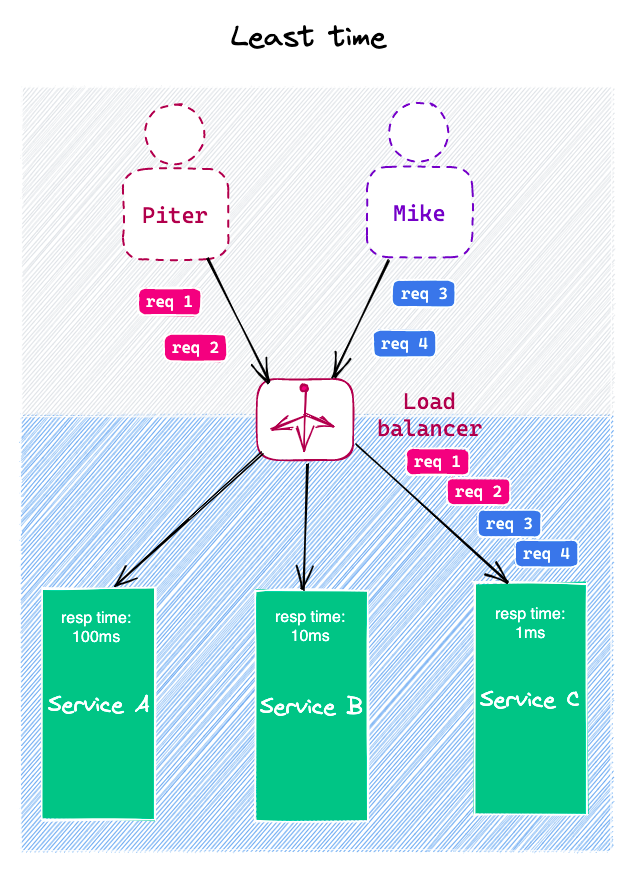 Least time
Piter
Mike
req 1
req 2
req 3
req 4
Load
balancer
req 1
req 2
req 3
req 4
resp time:
100ms
Service A
resp time:
10ms
Service B
resp time:
1ms
Service C